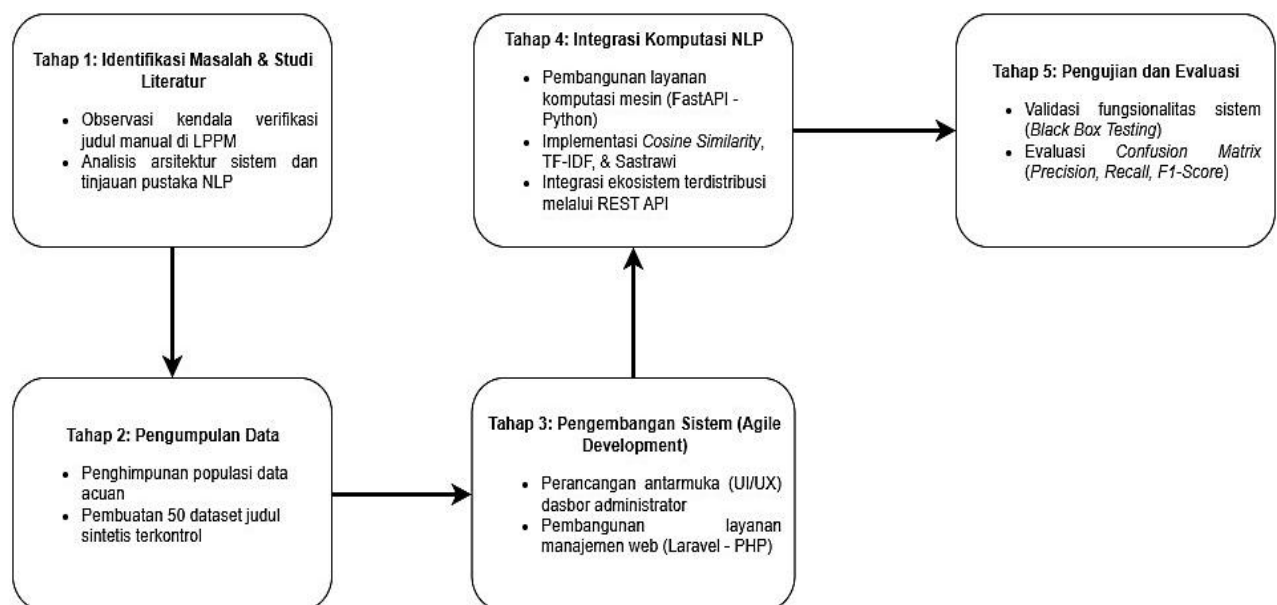 Tahap 1: Identifikasi Masalah & Studi
Literatur
• Observasi kendala verifikasi
judul manual di LPPM
• Analisis arsitektur sistem dan
tinjauan pustaka NLP
Tahap 2: Pengumpulan Data
• Penghimpunan populasi data
acuan
• Pembuatan 50 dataset judul
sintetis terkontrol
Tahap 3: Pengembangan Sistem (Agile
Development)
• Perancangan antarmuka (UI/UX)
dasbor administrator
• Pembangunan layanan
manajemen web (Laravel - PHP)
Tahap 4: Integrasi Komputasi NLP
• Pembangunan layanan
komputasi mesin (FastAPI -
Python)
• Implementasi Cosine Similarity,
TF-IDF, & Sastrawi
• Integrasi ekosistem terdistribusi
melalui REST API
Tahap 5: Pengujian dan Evaluasi
• Validasi fungsionalitas sistem
(Black Box Testing)
• Evaluasi Confusion Matrix
(Precision, Recall, F1-Score)